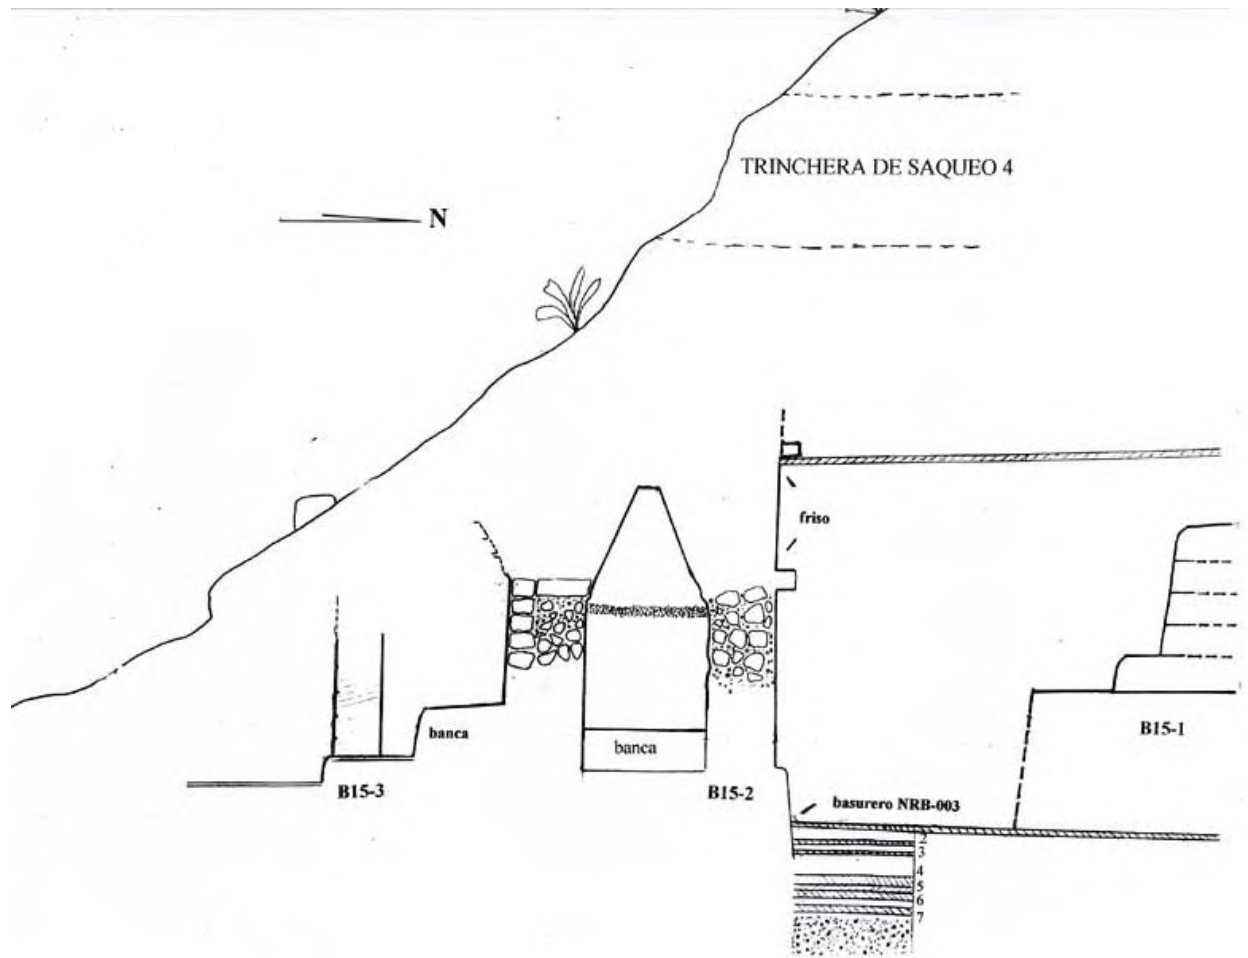 TRINCHERA DE SAQUEO 4
N
friso
banca
banca
B15-1
B15-3
B15-2
basurero NRB-003
2
3
4
5
6
7